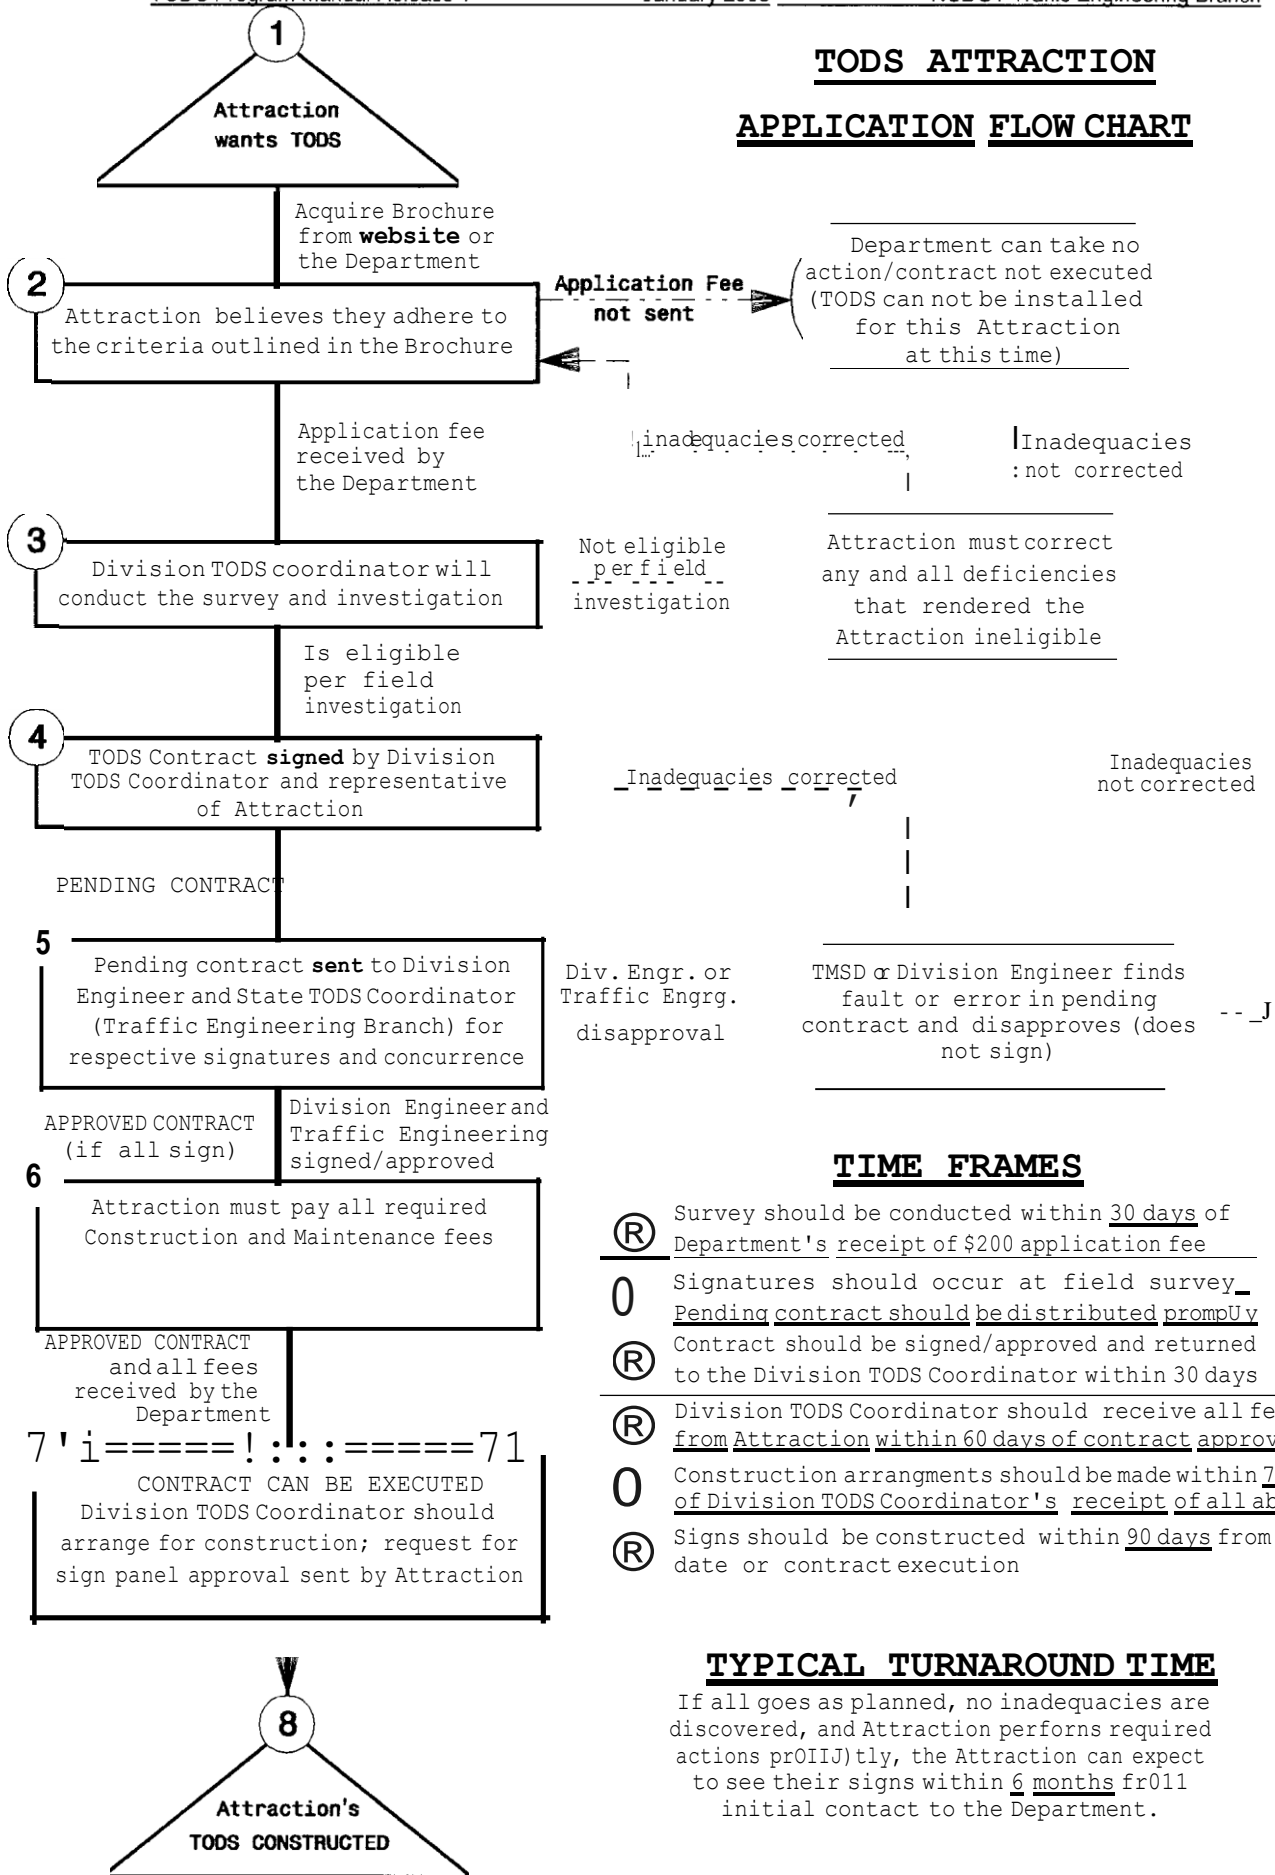 1
Attraction
wants TODS
TODS ATTRACTION
APPLICATION FLOW CHART
Acquire Brochure
from website or
the Department
2
Attraction believes they adhere to
the criteria outlined in the Brochure
Application Fee
not sent
Department can take no
action/contract not executed
(TODS can not be installed
for this Attraction
at this time)
Application fee
received by
the Department
inadequacies corrected
Inadequacies
: not corrected
3
Division TODS coordinator will
conduct the survey and investigation
Not eligible
per field
investigation
Attraction must correct
any and all deficiencies
that rendered the
Attraction ineligible
Is eligible
per field
investigation
4
TODS Contract signed by Division
TODS Coordinator and representative
of Attraction
Inadequacies corrected
Inadequacies
not corrected
PENDING CONTRACT
5
Pending contract sent to Division
Engineer and State TODS Coordinator
(Traffic Engineering Branch) for
respective signatures and concurrence
Div. Engr. or
Traffic Engrg.
disapproval
TMSD or Division Engineer finds
fault or error in pending
contract and disapproves (does
not sign)
--_J
APPROVED CONTRACT
(if all sign)
Division Engineer and
Traffic Engineering
signed/approved
6
Attraction must pay all required
Construction and Maintenance fees
APPROVED CONTRACT
and all fees
received by the
Department
7'i=====!::::=====71
CONTRACT CAN BE EXECUTED
Division TODS Coordinator should
arrange for construction; request for
sign panel approval sent by Attraction
8
Attraction's
TODS CONSTRUCTED
TIME FRAMES
® Survey should be conducted within 30 days of
Department's receipt of $200 application fee
0 Signatures should occur at field survey_
Pending contract should be distributed prompUy
® Contract should be signed/approved and returned
to the Division TODS Coordinator within 30 days
® Division TODS Coordinator should receive all fe
from Attraction within 60 days of contract approv
0 Construction arrangments should be made within 7
of Division TODS Coordinator's receipt of all ab
® Signs should be constructed within 90 days from
date or contract execution
TYPICAL TURNAROUND TIME
If all goes as planned, no inadequacies are
discovered, and Attraction perforns required
actions prOIIJ)tly, the Attraction can expect
to see their signs within 6 months fr011
initial contact to the Department.